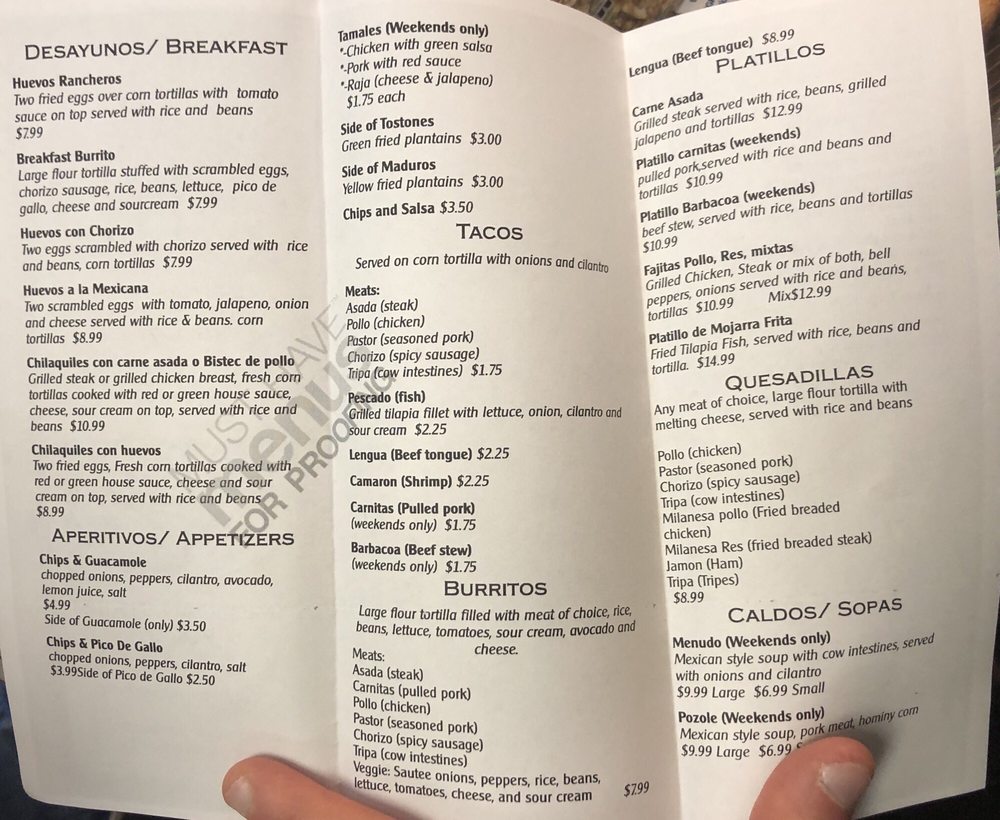 DESAYUNOS/ BREAKFAST
Huevos Rancheros
Two fried eggs over corn tortillas with tomato
sauce on top served with rice and beans
$7.99
Breakfast Burrito
Large flour tortilla stuffed with scrambled eggs,
chorizo sausage, rice, beans, lettuce, pico de
gallo, cheese and sourcream $7.99
Huevos con Chorizo
Two eggs scrambled with chorizo served with rice
and beans, corn tortillas $7.99
Huevos a la Mexicana
Two scrambled eggs with tomato, jalapeno, onion
and cheese served with rice & beans. corn
tortillas $8.99
Chilaquiles con carne asada o Bistec de pollo
Grilled steak or grilled chicken breast, fresh corn
tortillas cooked with red or green house sauce,
cheese, sour cream on top, served with rice and
beans $10.99
Chilaquiles con huevos
Two fried eggs, Fresh corn tortillas cooked with
red or green house sauce, cheese and sour
cream on top, served with rice and beans
$8.99
APERITIVOS/ APPETIZERS
Chips & Guacamole
chopped onions, peppers, cilantro, avocado,
lemon juice, salt
$4.99
Side of Guacamole (only) $3.50
Chips & Pico De Gallo
chopped onions, peppers, cilantro, salt
$3.99Side of Pico de Gallo $2.50
Tamales (Weekends only)
*-Chicken with green salsa
*-Pork with red sauce
*-Raja (cheese & jalapeno)
$1.75 each
Side of Tostones
Green fried plantains $3.00
Side of Maduros
Yellow fried plantains $3.00
Chips and Salsa $3.50
TACOS
Served on corn tortilla with onions and cilantro
Meats:
Asada (steak)
Pollo (chicken)
Pastor (seasoned pork)
Chorizo (spicy sausage)
Tripa (cow intestines) $1.75
Pescado (fish)
Grilled tilapia fillet with lettuce, onion, cilantro and
sour cream $2.25
Lengua (Beef tongue) $2.25
Camaron (Shrimp) $2.25
Carnitas (Pulled pork)
(weekends only) $1.75
Barbacoa (Beef stew)
(weekends only) $1.75
BURRITOS
Large flour tortilla filled with meat of choice, rice,
beans, lettuce, tomatoes, sour cream, avocado and
cheese.
Meats:
Asada (steak)
Carnitas (pulled pork)
Pollo (chicken)
Pastor (seasoned pork)
Chorizo (spicy sausage)
Tripa (cow intestines)
Veggie: Sautee onions, peppers, rice, beans,
lettuce, tomatoes, cheese, and sour cream $7.99
Lengua (Beef tongue) $8.99
PLATILLOS
Carne Asada
Grilled steak served with rice, beans, grilled
jalapeno and tortillas $12.99
Platillo carnitas (weekends)
pulled pork,served with rice and beans and
tortillas $10.99
Platillo Barbacoa (weekends)
beef stew, served with rice, beans and tortillas
$10.99
Fajitas Pollo, Res, mixtas
Grilled Chicken, Steak or mix of both, bell
peppers, onions served with rice and beans,
tortillas $10.99 Mix$12.99
Platillo de Mojarra Frita
Fried Tilapia Fish, served with rice, beans and
tortilla. $14.99
QUESADILLAS
Any meat of choice, large flour tortilla with
melting cheese, served with rice and beans
Pollo (chicken)
Pastor (seasoned pork)
Chorizo (spicy sausage)
Tripa (cow intestines)
Milanesa pollo (Fried breaded
chicken)
Milanesa Res (fried breaded steak)
Jamon (Ham)
Tripa (Tripes)
$8.99
CALDOS/ SOPAS
Menudo (Weekends only)
Mexican style soup with cow intestines, served
with onions and cilantro
$9.99 Large $6.99 Small
Pozole (Weekends only)
Mexican style soup, pork meat, hominy corn
$9.99 Large $6.99
MUST HAVE
menus
FOR PROOFING